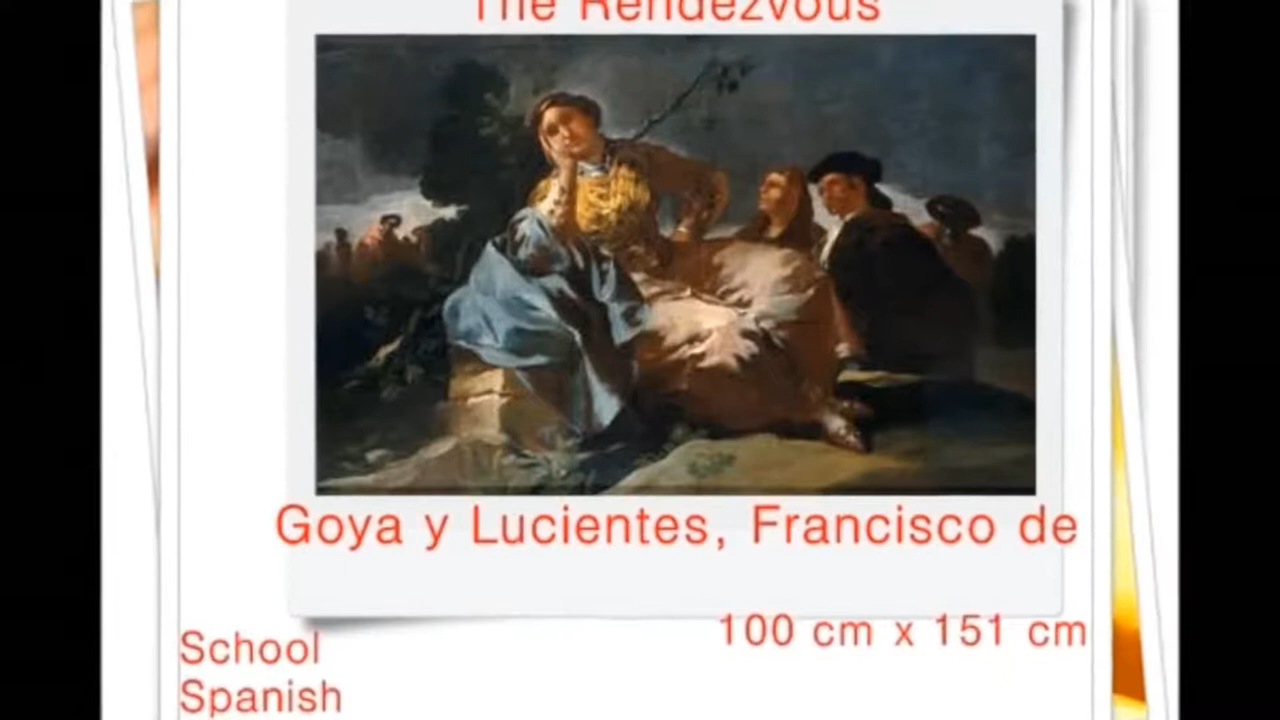 The Rendezvous
Goya y Lucientes, Francisco de
100 cm x 151 cm
School
Spanish